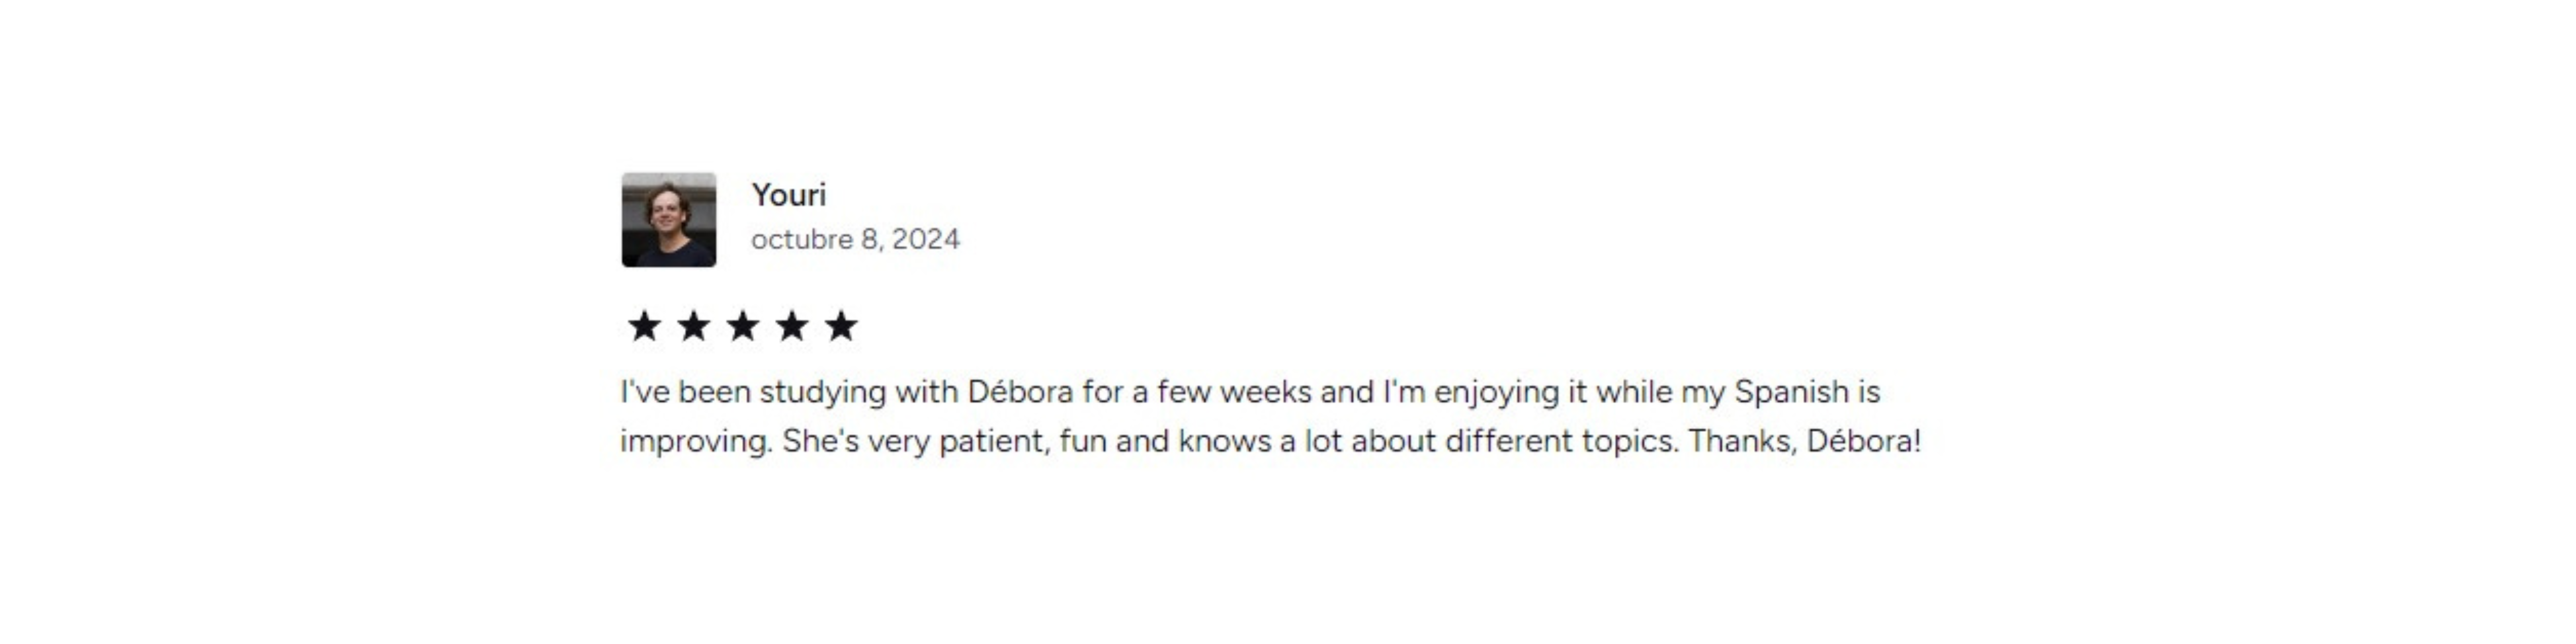 Youri
octubre 8, 2024
I've been studying with Débora for a few weeks and I'm enjoying it while my Spanish is
improving. She's very patient, fun and knows a lot about different topics. Thanks, Débora!